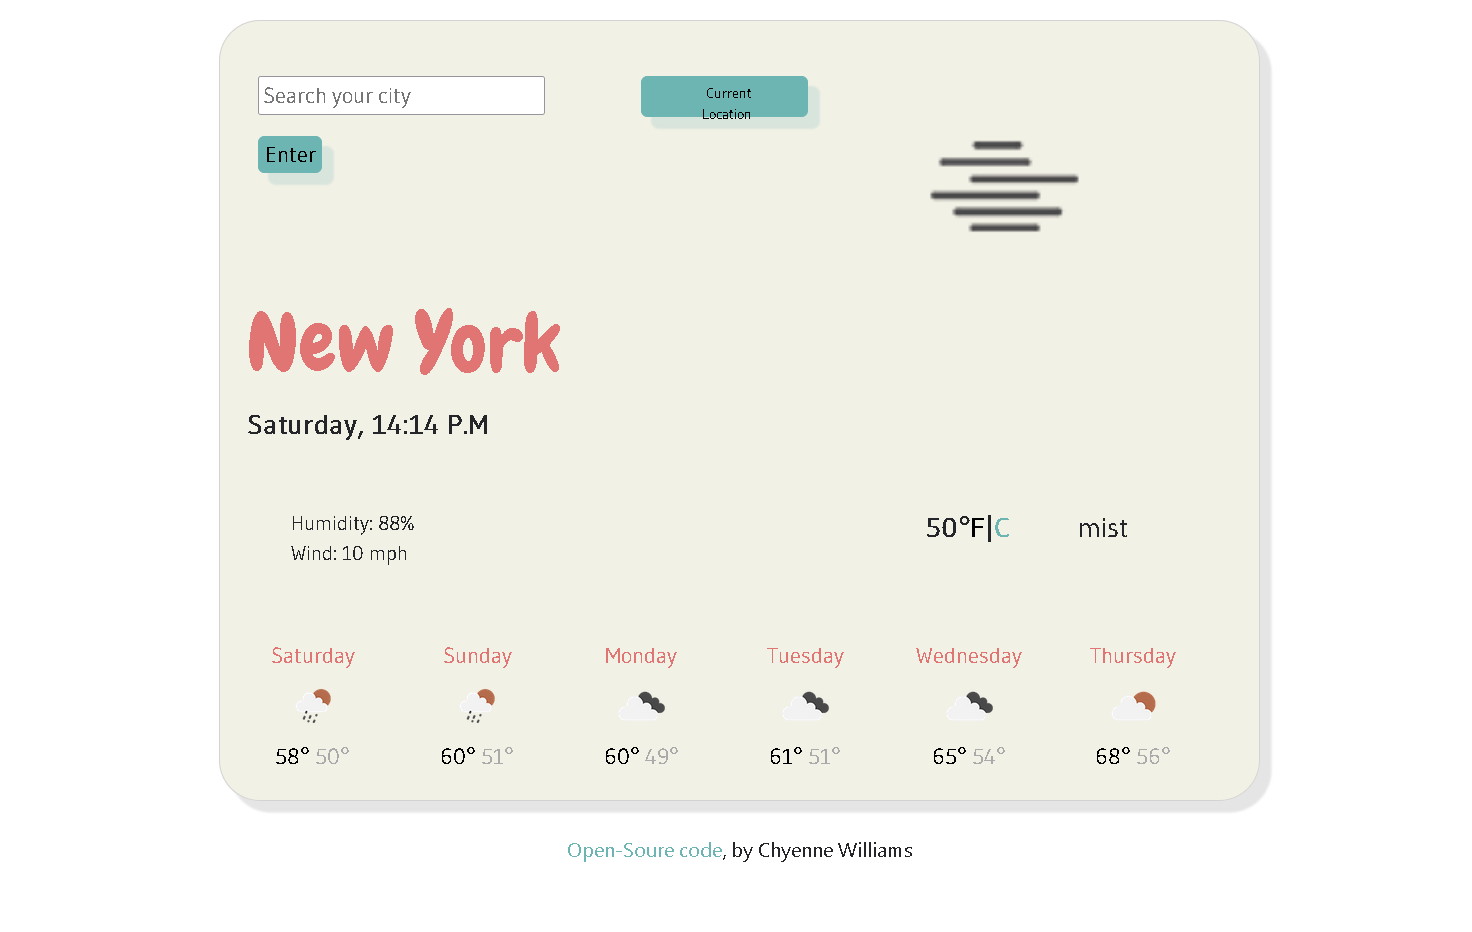 Search your city
Current
Location
Enter
New York
Saturday, 14:14 P.M
Humidity: 88%
Wind: 10 mph
50°F|C
mist
Saturday Sunday Monday Tuesday Wednesday Thursday
58° 50° 60° 51° 60° 49° 61° 51° 65° 54° 68° 56°
Open-Soure code, by Chyenne Williams